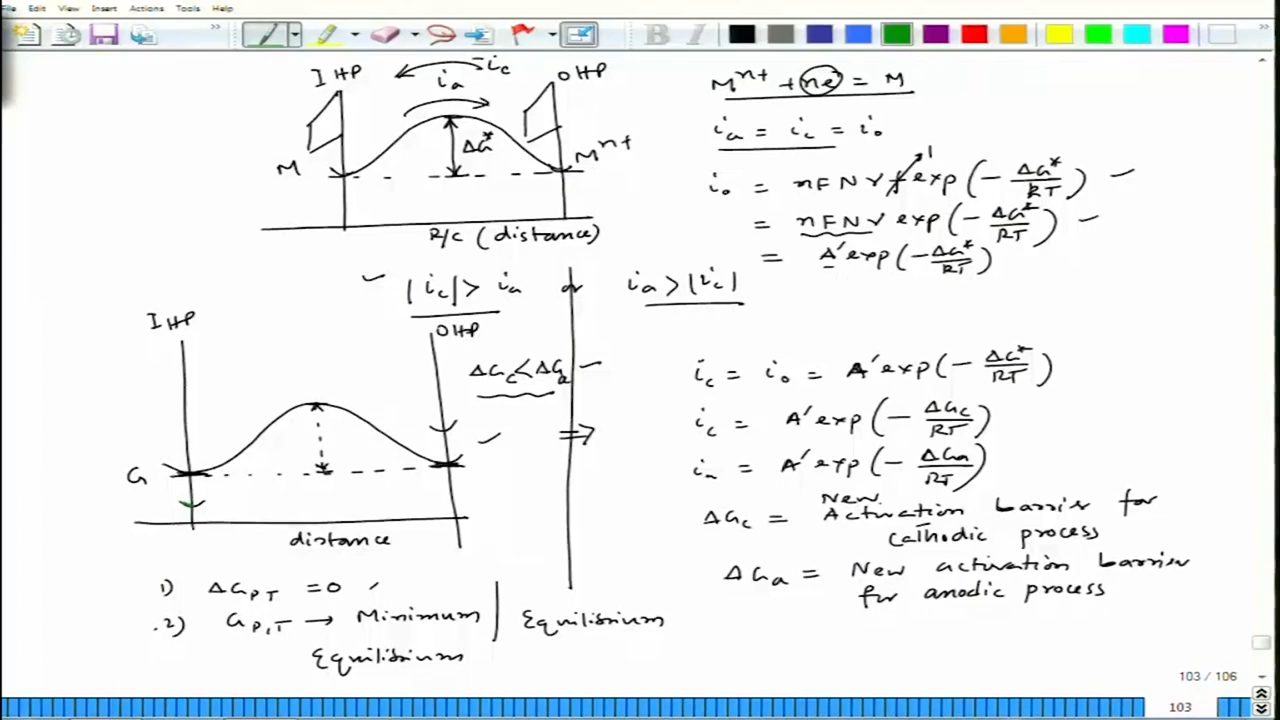 File Edit View Insert Actions Tools Help
IHP
-ic
OHP
ia
ΔG*
M
M^n+
R/C (distance)
M^n+ + ne = M
ia = ic = i₀
i₀ = nFNν f exp(-ΔG*/RT)
1
= nFNν exp(-ΔG*/RT)
= A' exp(-ΔG*/RT)
|ic| > ia or ia > |ic|
IHP
OHP
ΔGc < ΔGa
G
distance
⇒
ic = i₀ = A' exp(-ΔG*/RT)
ic = A' exp(-ΔGc/RT)
ia = A' exp(-ΔGa/RT)
ΔGc = New Activation barrier for
cathodic process
ΔGa = New activation barrier
for anodic process
1) ΔG P,T = 0
2) G P,T → Minimum | Equilibrium
Equilibrium
103 / 106
103